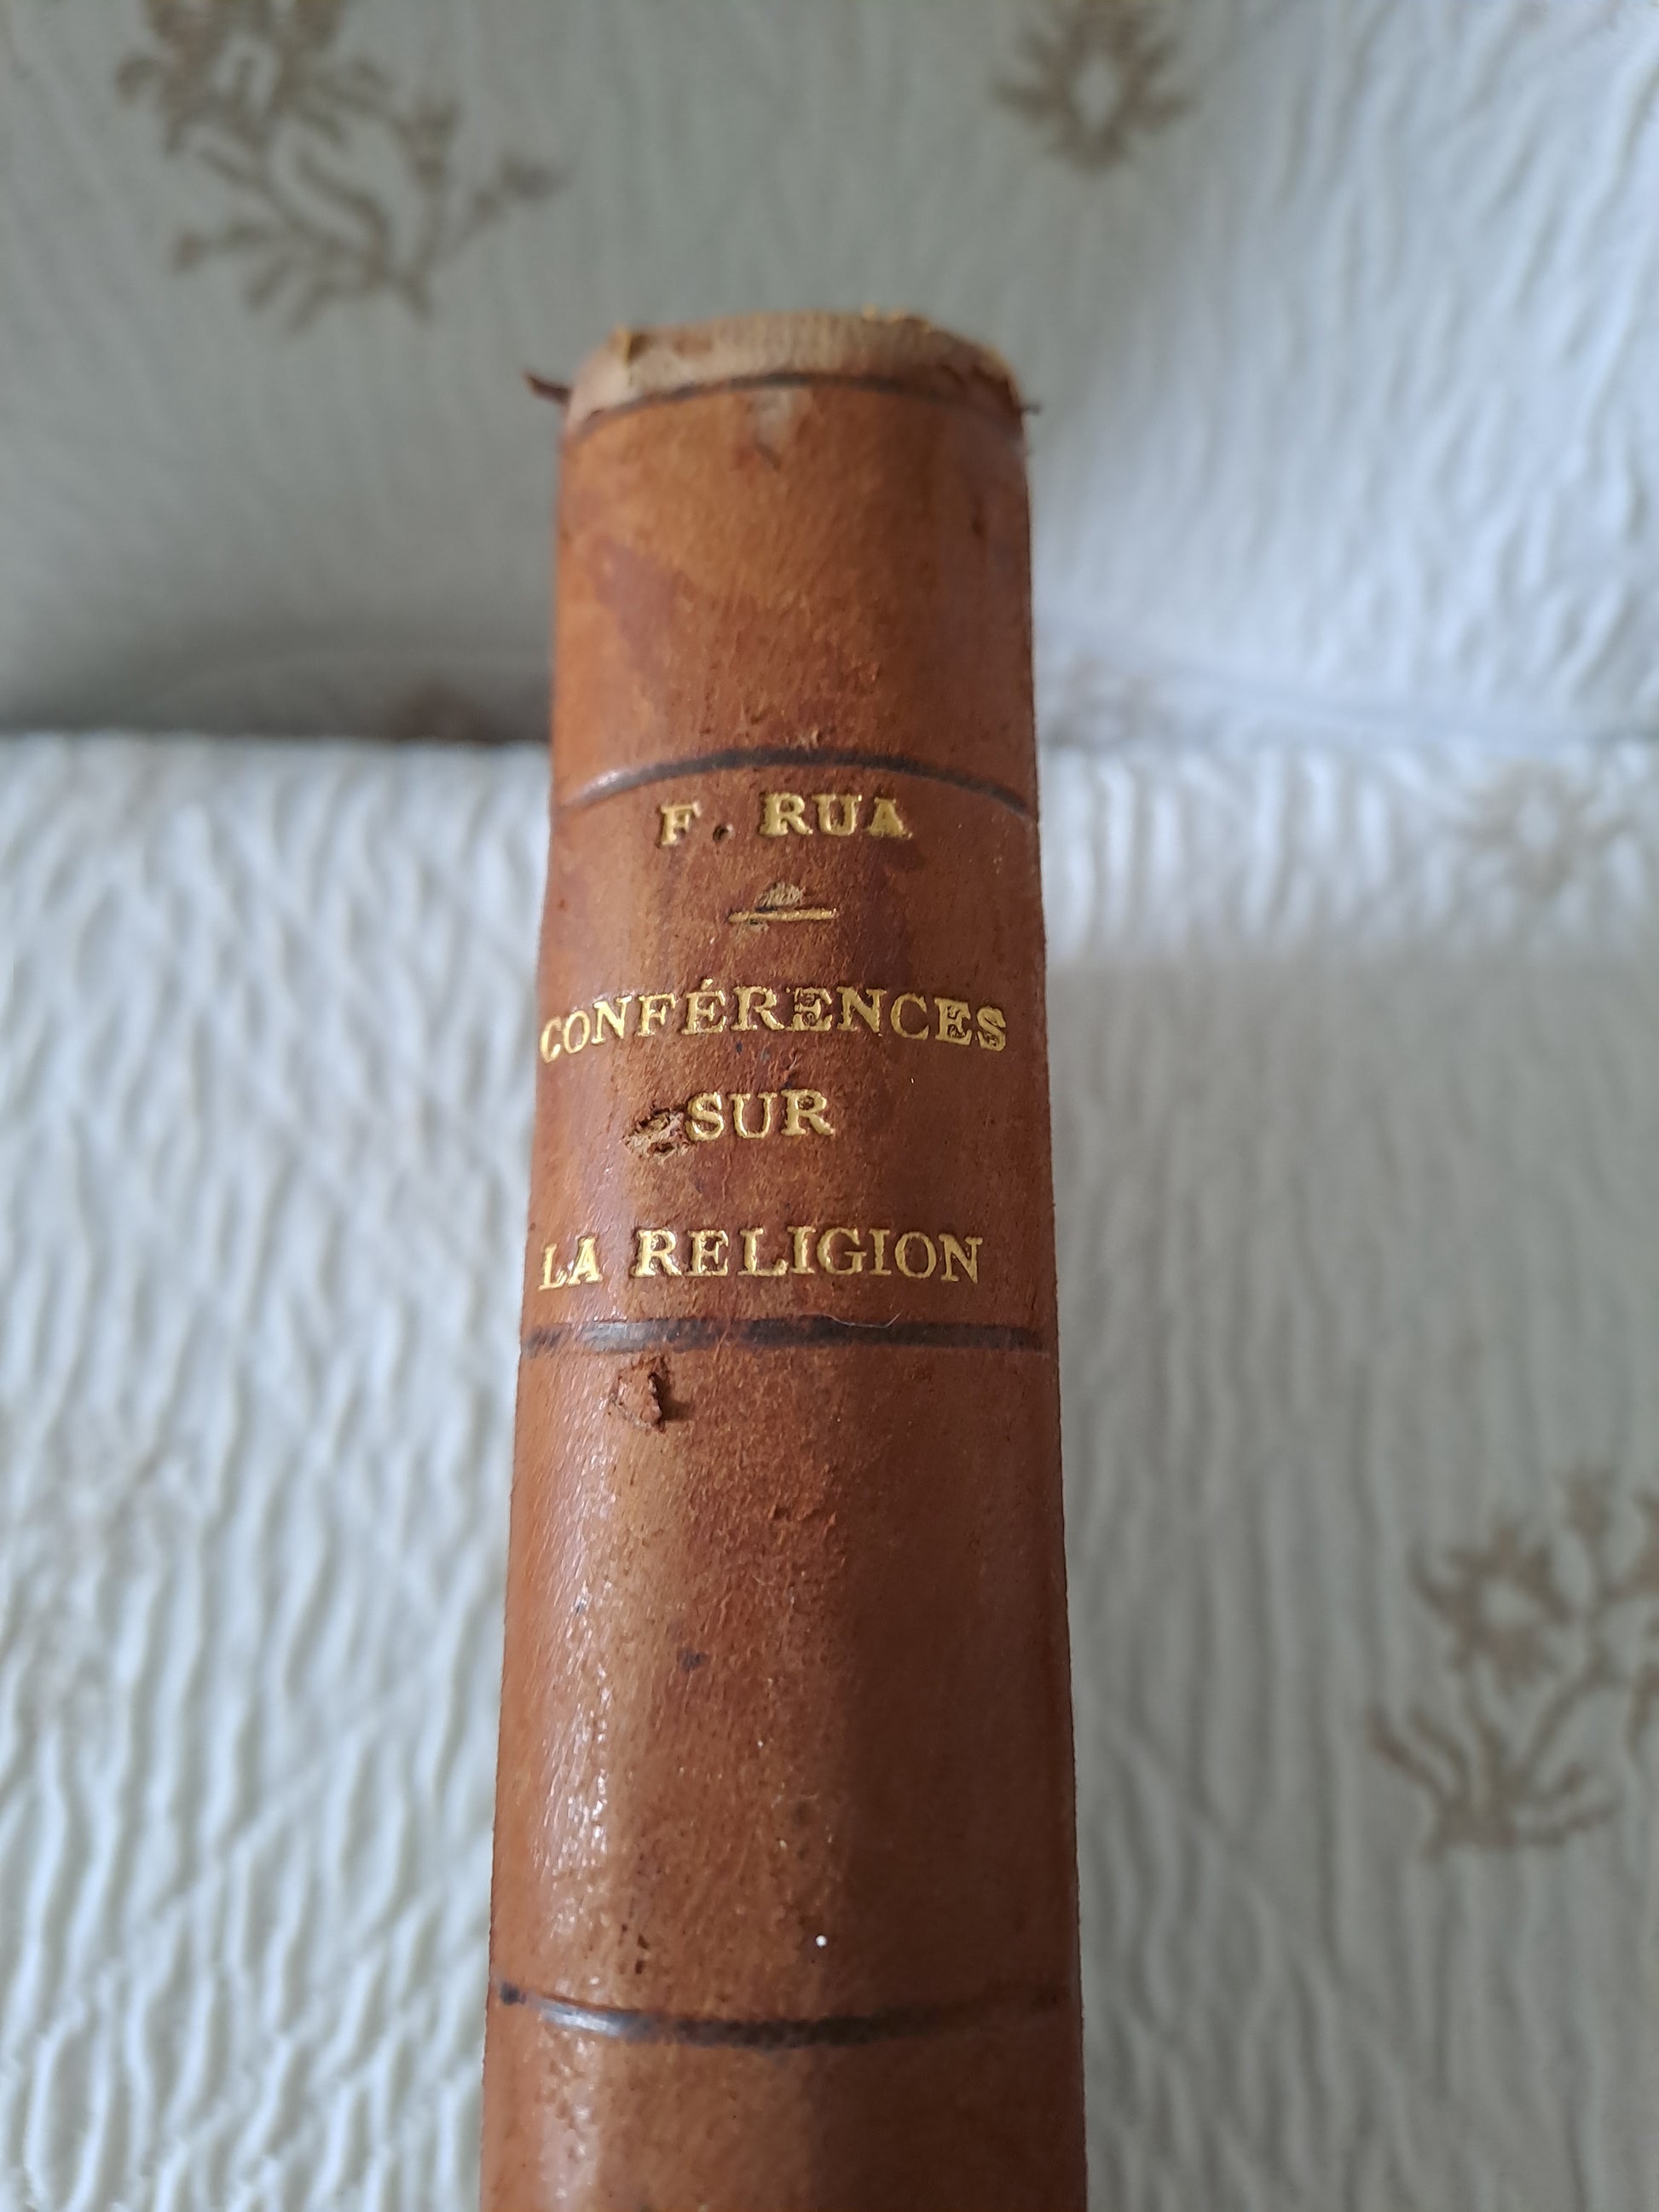 F. RUA
CONFÉRENCES
SUR
LA RELIGION